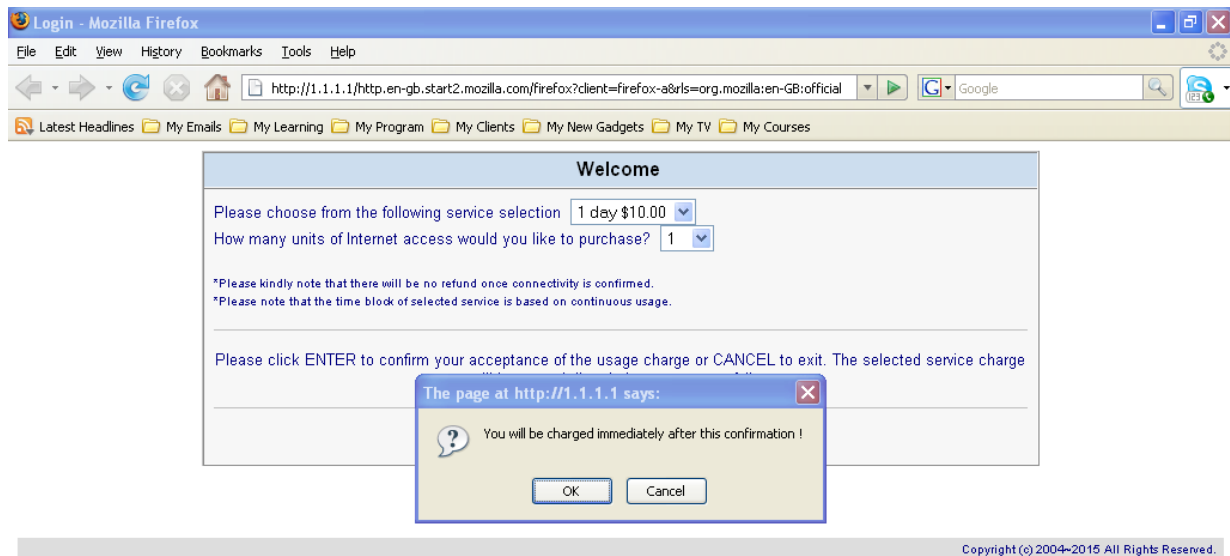 Login - Mozilla Firefox
File Edit View History Bookmarks Tools Help
http://1.1.1.1/http.en-gb.start2.mozilla.com/firefox?client=firefox-a&rls=org.mozilla:en-GB:official G Google
Latest Headlines My Emails My Learning My Program My Clients My New Gadgets My TV My Courses
Welcome
Please choose from the following service selection 1 day $10.00
How many units of Internet access would you like to purchase? 1
*Please kindly note that there will be no refund once connectivity is confirmed.
*Please note that the time block of selected service is based on continuous usage.
Please click ENTER to confirm your acceptance of the usage charge or CANCEL to exit. The selected service charge
The page at http://1.1.1.1 says:
You will be charged immediately after this confirmation !
OK Cancel
Copyright (c) 2004~2015 All Rights Reserved.